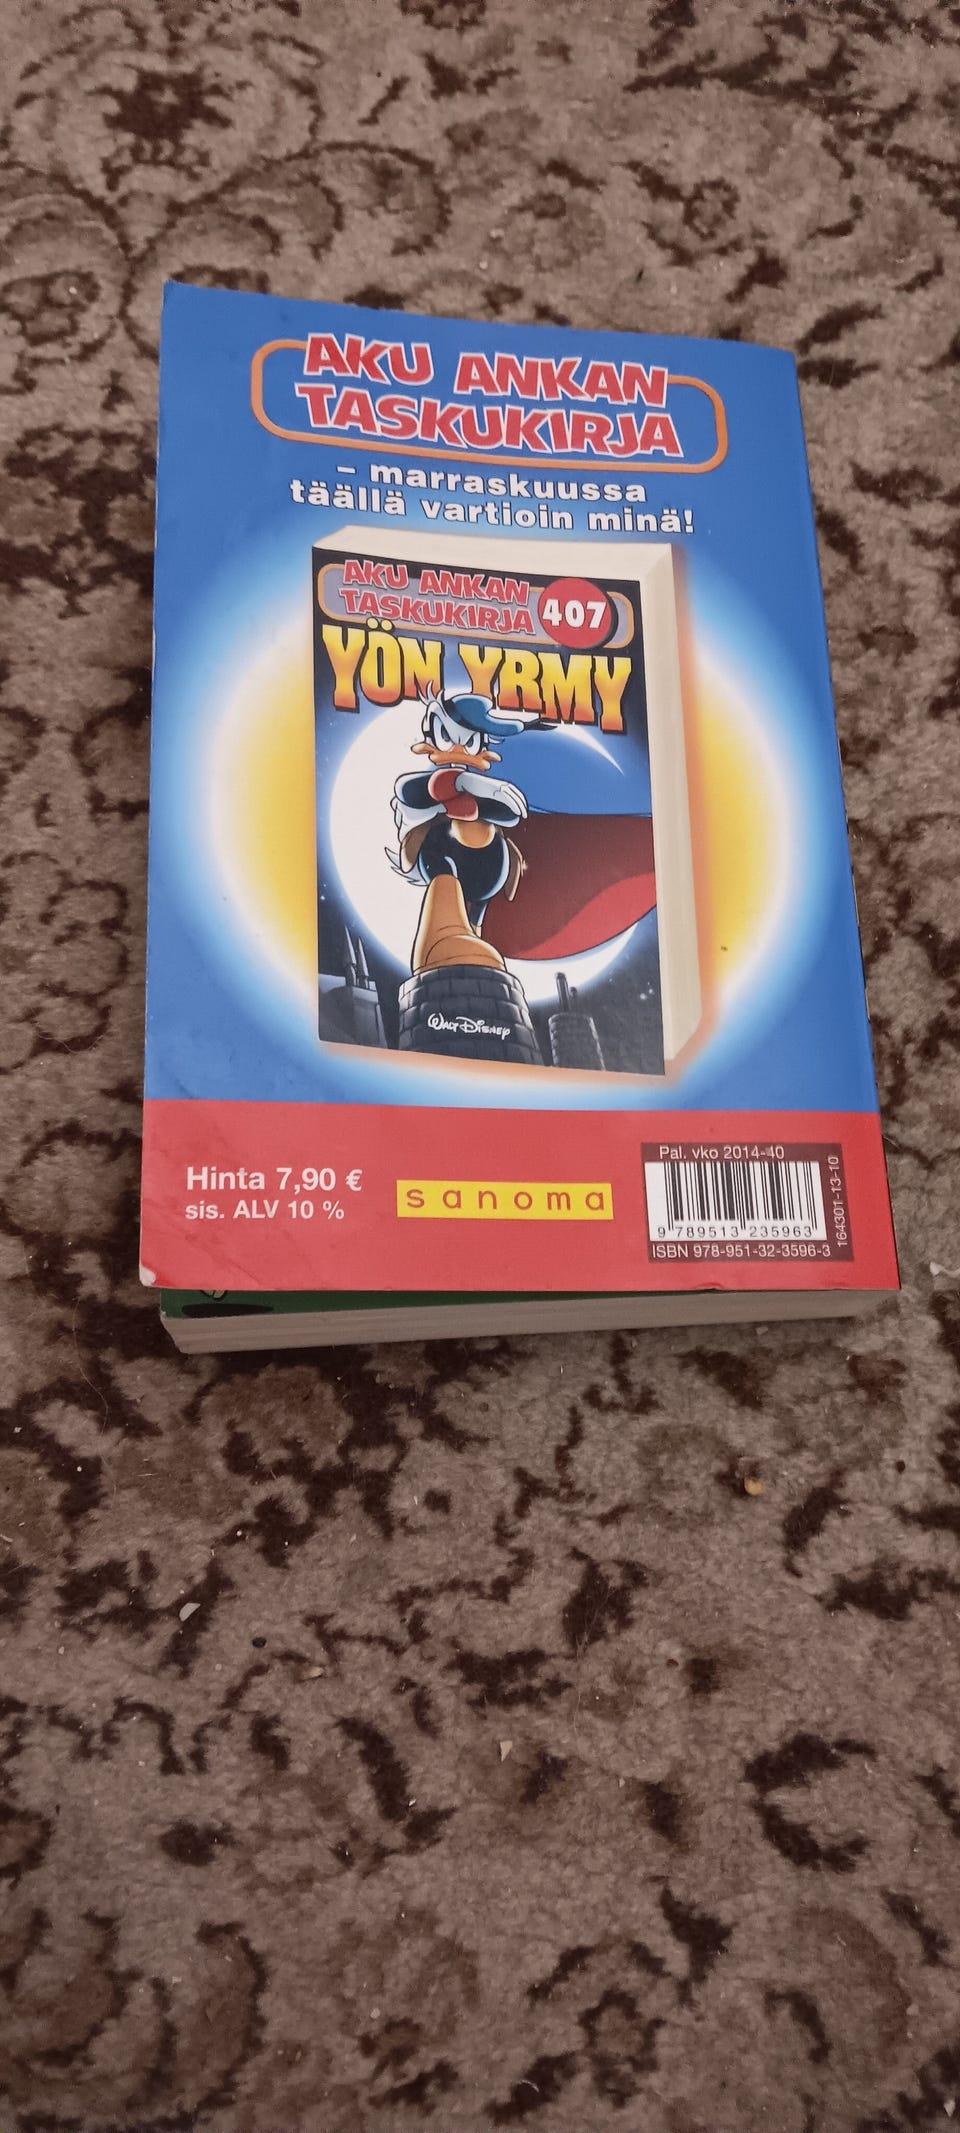 AKU ANKAN
TASKUKIRJA
– marraskuussa
täällä vartioin minä!
AKU ANKAN
TASKUKIRJA
407
YÖN YRMY
WALT DISNEY
Hinta 7,90 €
sis. ALV 10 %
sanoma
Pal. vko 2014-40
9 789513 235963
ISBN 978-951-32-3596-3
164301-13-10